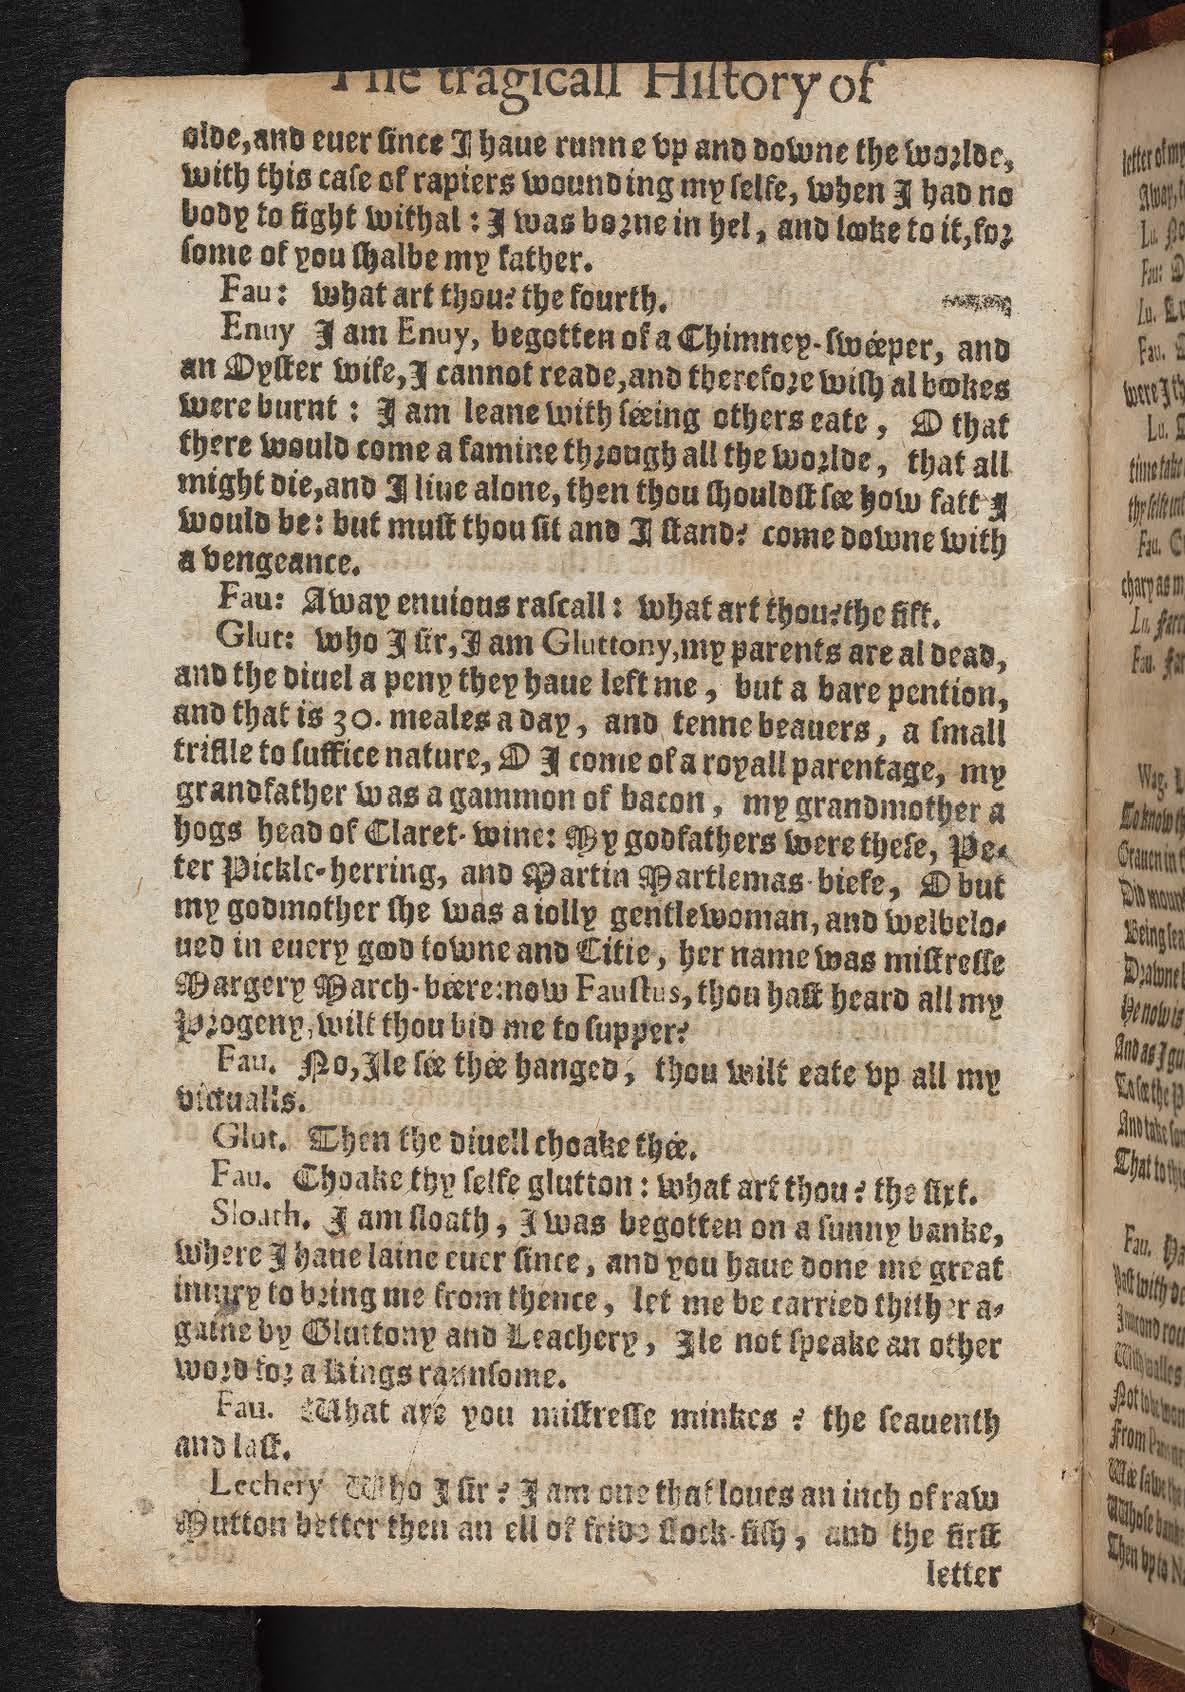 The tragicall Hiſtory of
olde,and euer ſince I haue runne vp and downe the worlde,
with this caſe of rapiers wounding my ſelfe, when I had no
body to fight withal : I was borne in hel, and looke to it,for
ſome of you ſhalbe my father.
Fau: what art thou? the fourth.
Enuy I am Enuy, begotten of a Chimney-ſweeper, and
an Oyſter wife,I cannot reade,and therefore wiſh al bookes
were burnt : I am leane with ſeeing others eate, O that
there would come a famine through all the worlde, that all
might die,and I liue alone, then thou ſhouldſt ſee how fatt I
would be: but muſt thou ſit and I ſtand? come downe with
a vengeance.
Fau: Away enuious raſcall : what art thou?the fift.
Glut: who I ſir,I am Gluttony,my parents are al dead,
and the diuel a peny they haue left me, but a bare pention,
and that is 30. meales a day, and tenne beauers, a ſmall
trifle to ſuffice nature, O I come of a royall parentage, my
grandfather was a gammon of bacon, my grandmother a
hogs head of Claret-wine: My godfathers were theſe, Pe-
ter Pickle-herring, and Martin Martlemas-biefe, O but
my godmother ſhe was a iolly gentlewoman, and welbelo-
ued in euery good towne and Citie, her name was miſtreſſe
Margery March-beere:now Fauſtus, thou haſt heard all my
Progeny, wilt thou bid me to ſupper?
Fau. No, Ile ſee thee hanged, thou wilt eate vp all my
victualls.
Glut. Then the diuell choake thee.
Fau. Choake thy ſelfe glutton : what art thou? the ſixt.
Sloath. I am ſloath, I was begotten on a ſunny banke,
where I haue laine euer ſince, and you haue done me great
iniury to bring me from thence, let me be carried thither a-
gaine by Gluttony and Leachery, Ile not ſpeake an other
word for a Kings raunſome.
Fau. What are you miſtreſſe minkes ? the ſeauenth
and laſt.
Lechery Who I ſir ? I am one that loues an inch of raw
Mutton better then an ell of fride ſtock-fiſh, and the firſt
letter